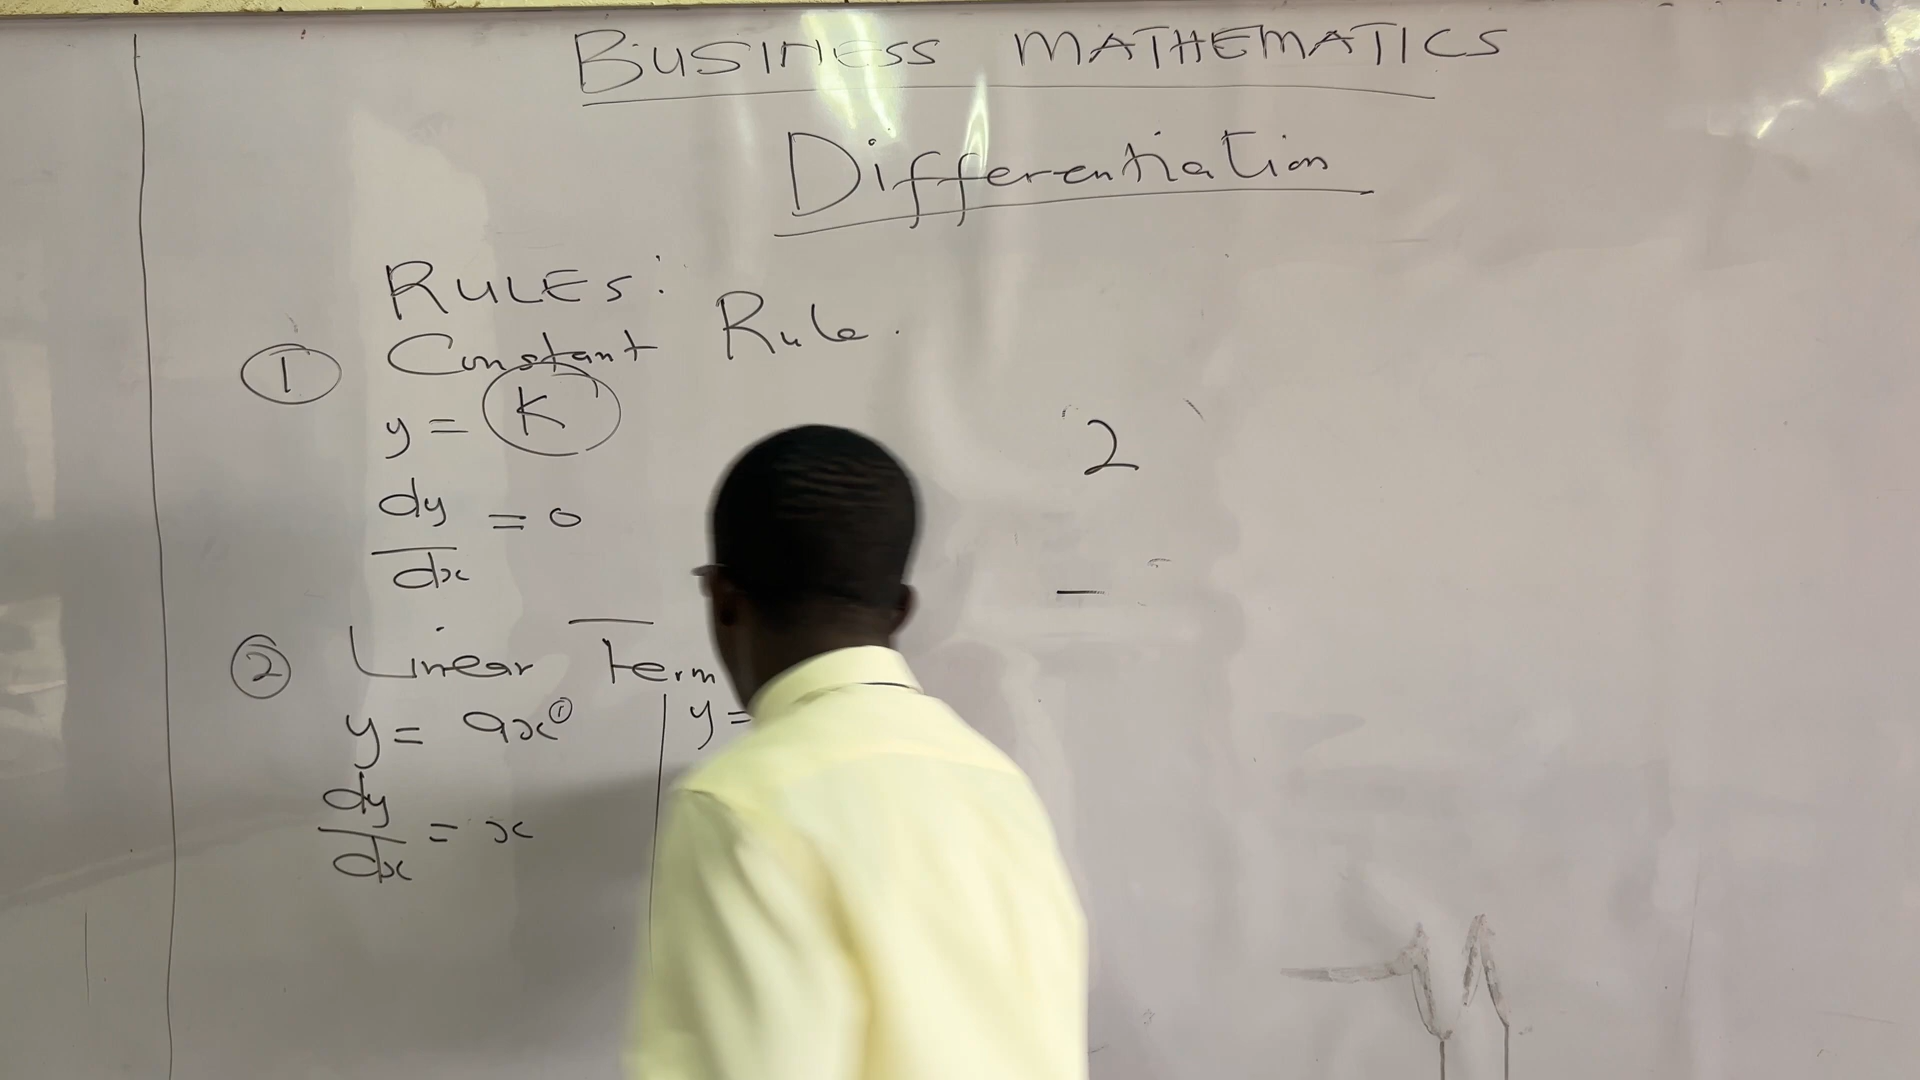 BUSINESS MATHEMATICS
Differentiation
RULES:
① Constant Rule.
y = K
dy/dx = 0
2
② Linear Term
y = ax¹
dy/dx = x
y =